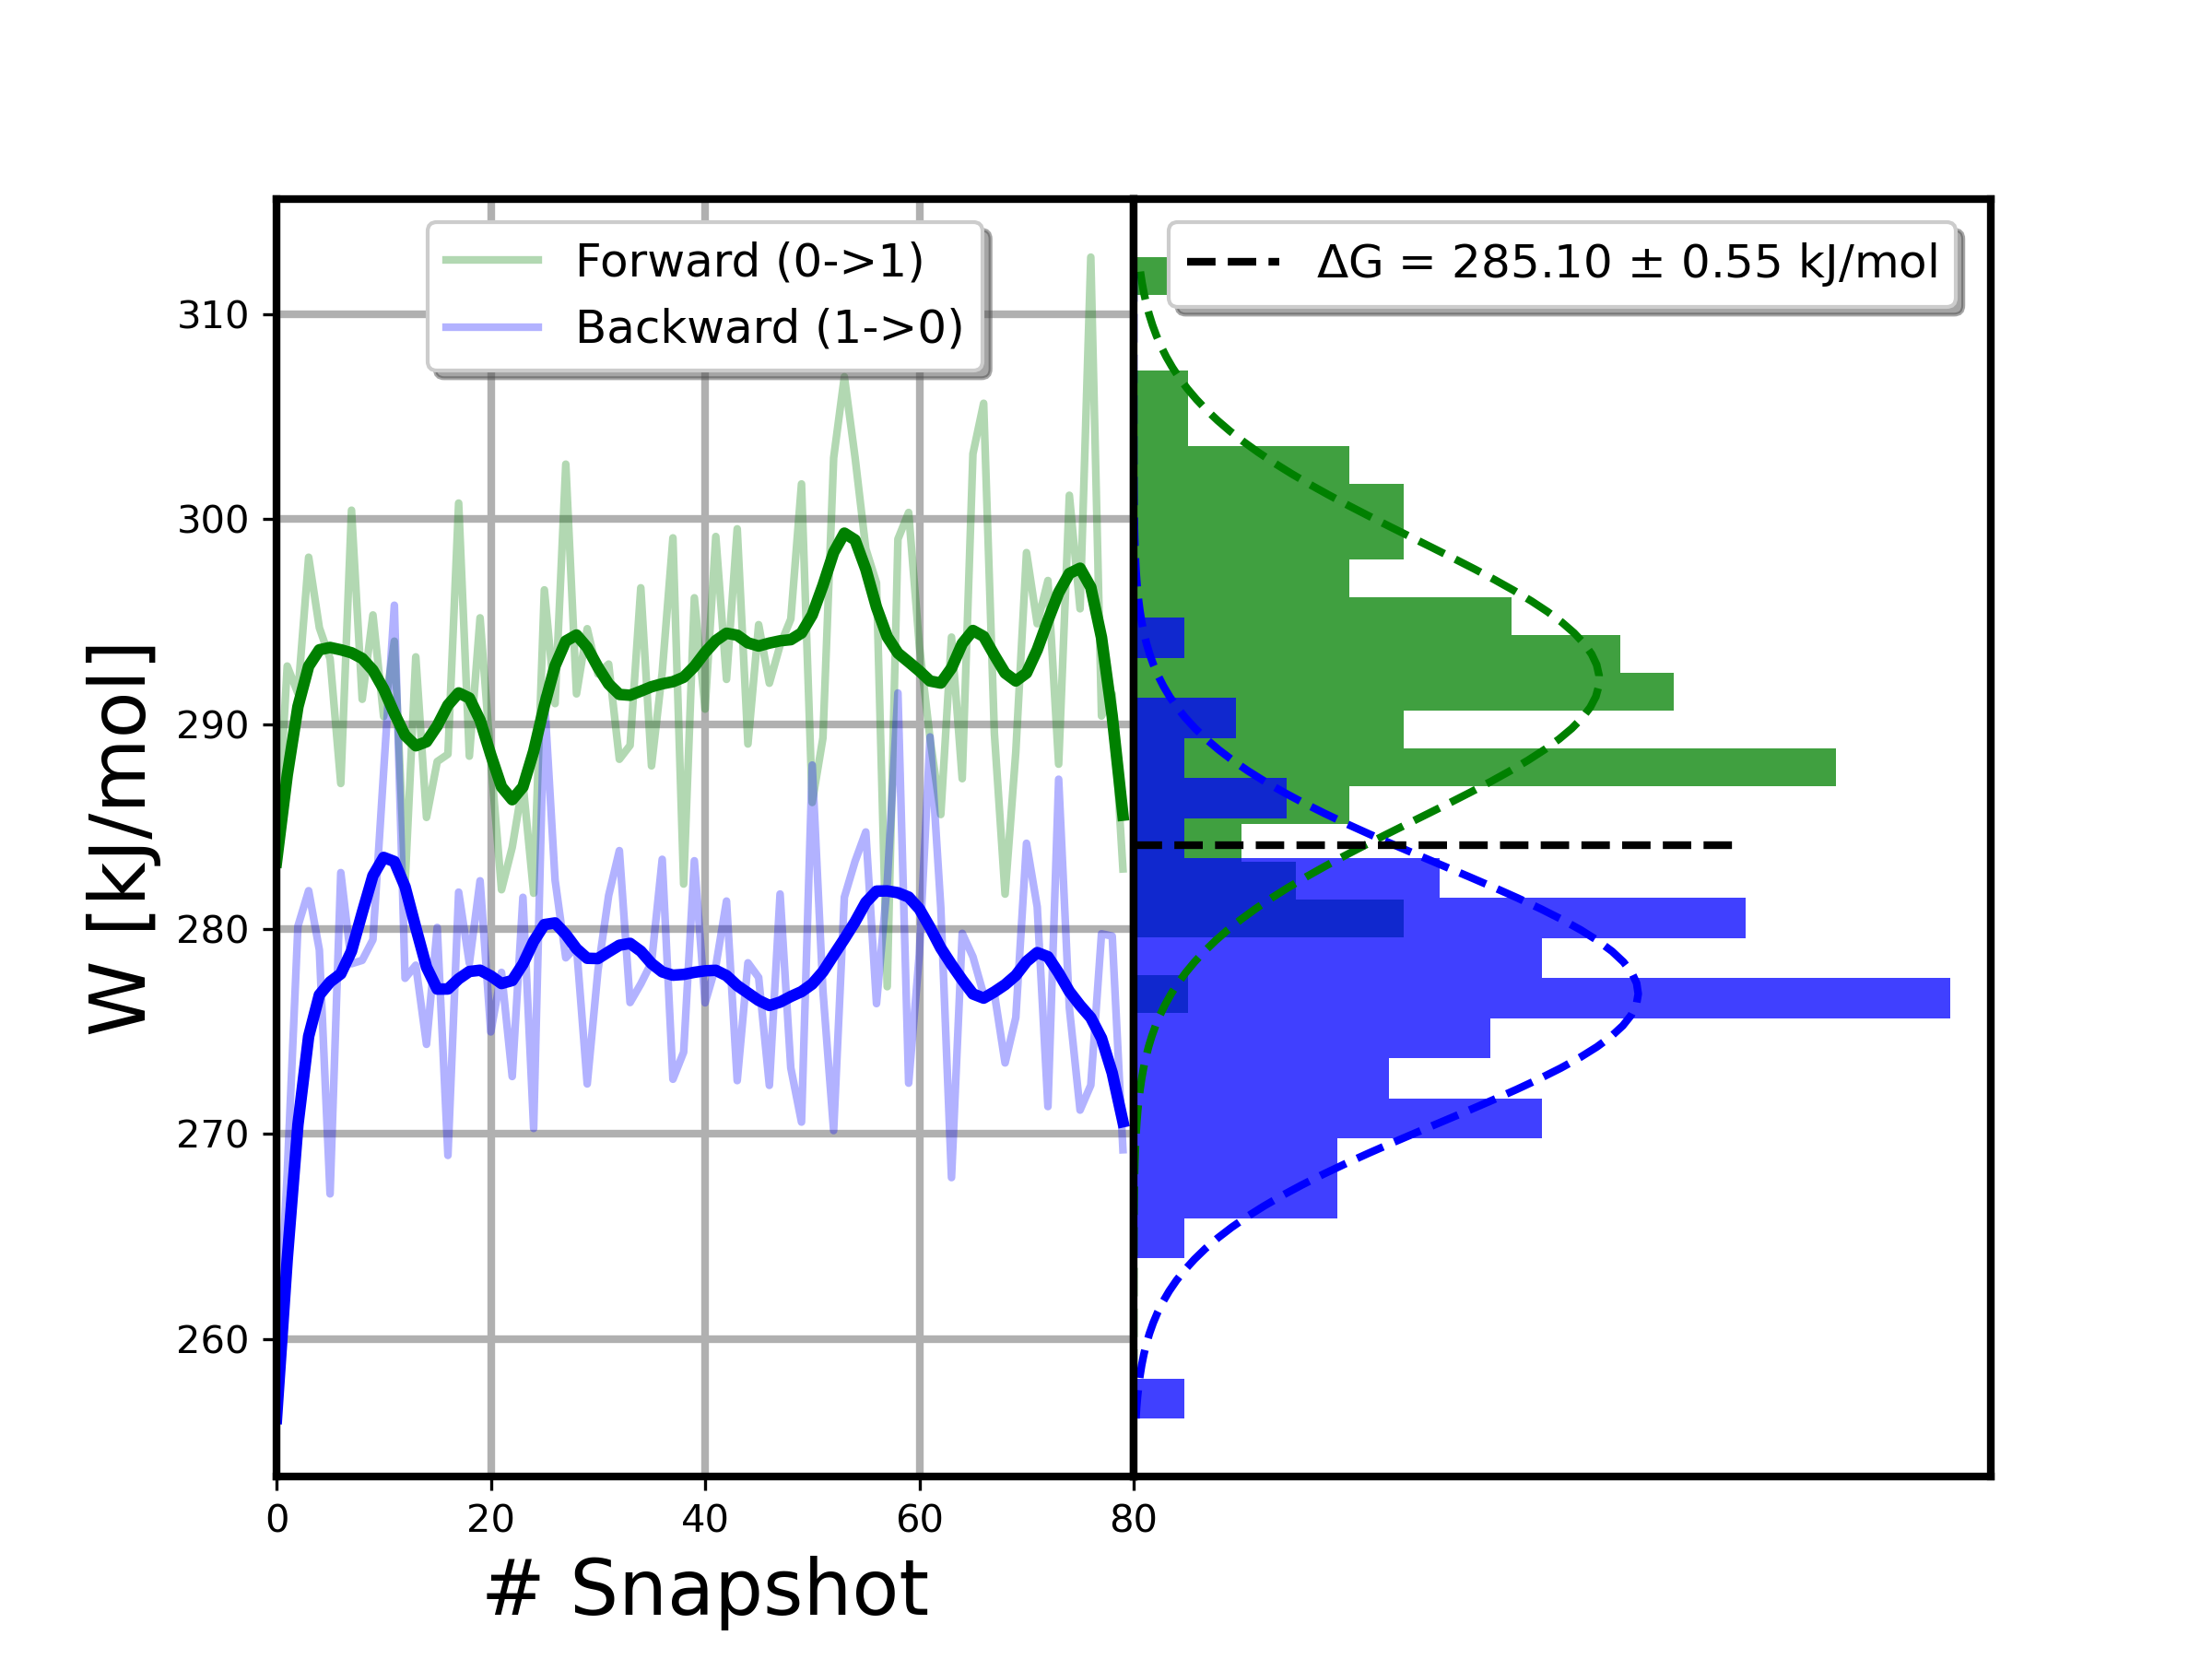 Forward (0->1)
Backward (1->0)
ΔG = 285.10 ± 0.55 kJ/mol
W [kJ/mol]
310
300
290
280
270
260
0 20 40 60 80
# Snapshot